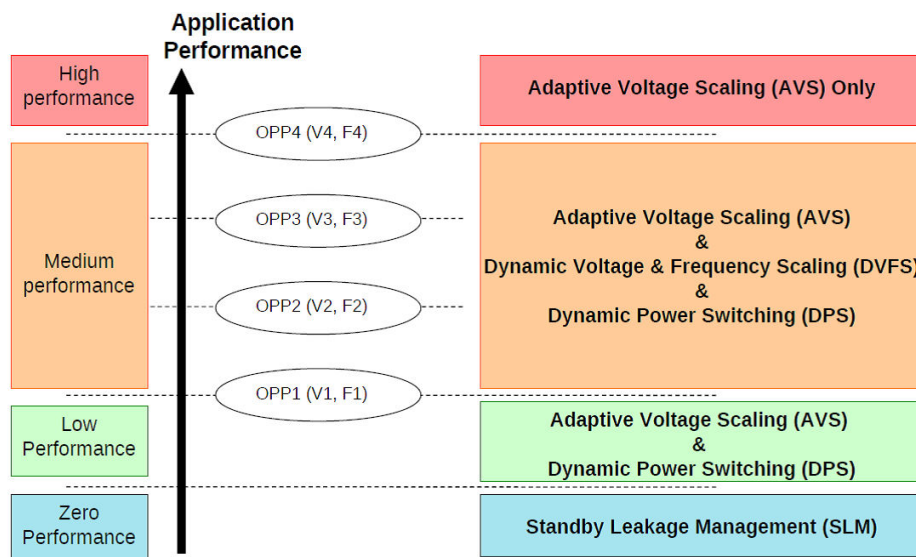 Application
Performance
High
performance
Adaptive Voltage Scaling (AVS) Only
OPP4 (V4, F4)
OPP3 (V3, F3)
Medium
performance
Adaptive Voltage Scaling (AVS)
&
Dynamic Voltage & Frequency Scaling (DVFS)
&
Dynamic Power Switching (DPS)
OPP2 (V2, F2)
OPP1 (V1, F1)
Low
Performance
Adaptive Voltage Scaling (AVS)
&
Dynamic Power Switching (DPS)
Zero
Performance
Standby Leakage Management (SLM)